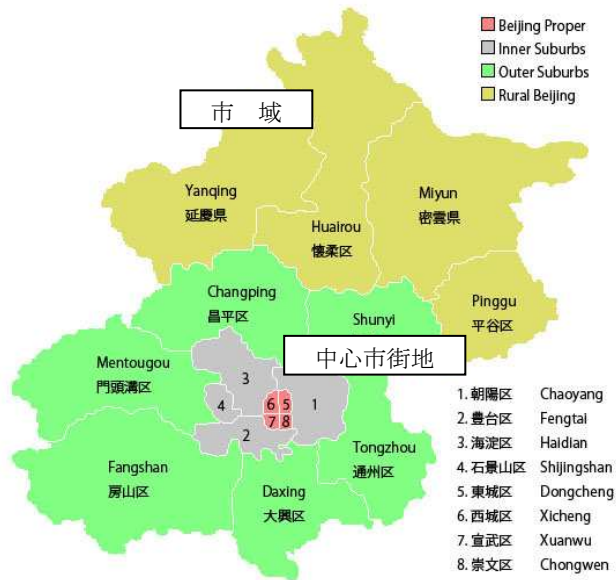 Beijing Proper
Inner Suburbs
Outer Suburbs
Rural Beijing
市 域
Yanqing
延慶県
Miyun
密雲県
Huairou
懐柔区
Changping
昌平区
Shunyi
Pinggu
平谷区
中心市街地
Mentougou
門頭溝区
3
4
6 5
1
7 8
2
Tongzhou
通州区
Fangshan
房山区
Daxing
大興区
1. 朝陽区 Chaoyang
2. 豊台区 Fengtai
3. 海淀区 Haidian
4. 石景山区 Shijingshan
5. 東城区 Dongcheng
6. 西城区 Xicheng
7. 宣武区 Xuanwu
8. 崇文区 Chongwen